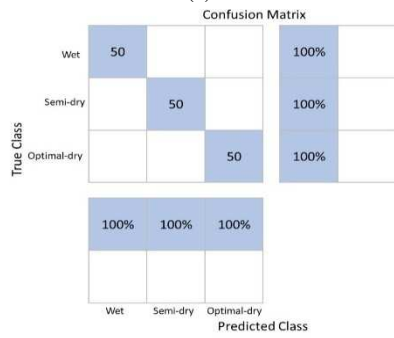 Confusion Matrix
True Class
Wet 50 100%
Semi-dry 50 100%
Optimal-dry 50 100%
100% 100% 100%
Wet Semi-dry Optimal-dry
Predicted Class